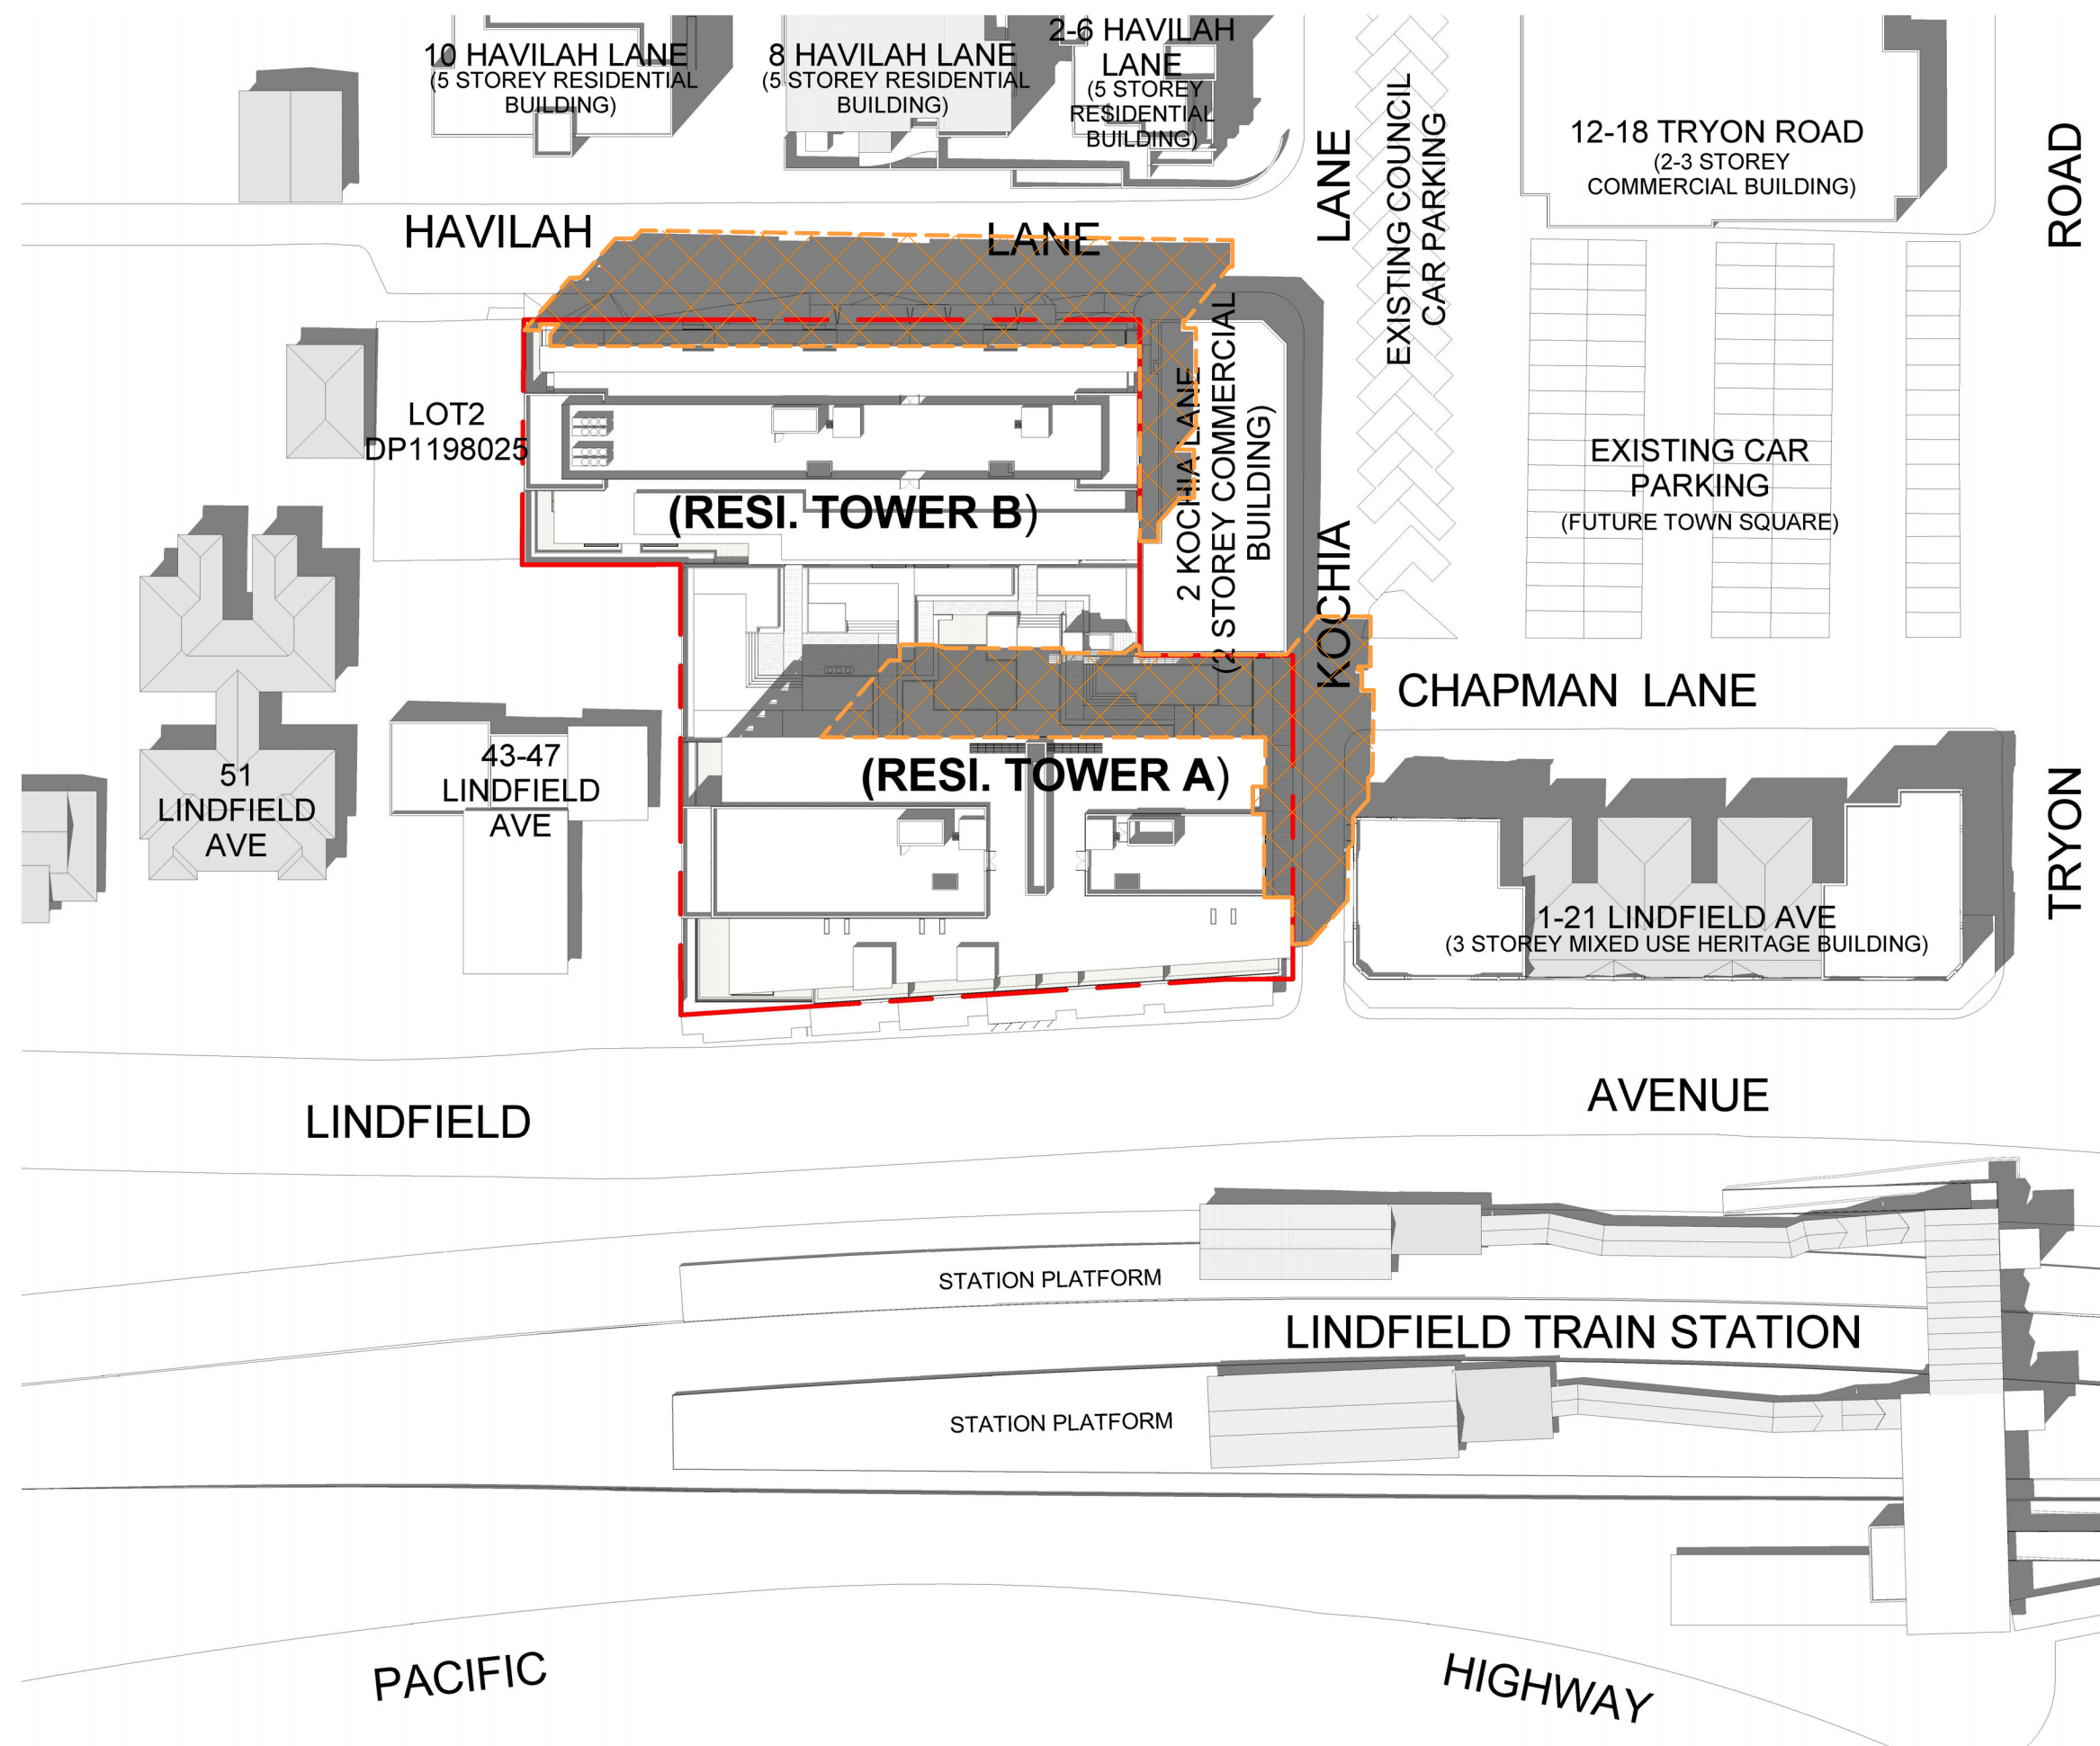 10 HAVILAH LANE
(5 STOREY RESIDENTIAL
BUILDING)
8 HAVILAH LANE
(5 STOREY RESIDENTIAL
BUILDING)
2-6 HAVILAH
LANE
(5 STOREY
RESIDENTIAL
BUILDING)
12-18 TRYON ROAD
(2-3 STOREY
COMMERCIAL BUILDING)
HAVILAH
LANE
LANE
EXISTING COUNCIL
CAR PARKING
ROAD
LOT2
DP1198025
(RESI. TOWER B)
2 KOCHIA LANE
(2 STOREY COMMERCIAL
BUILDING)
EXISTING CAR
PARKING
(FUTURE TOWN SQUARE)
KOCHIA
CHAPMAN LANE
51
LINDFIELD
AVE
43-47
LINDFIELD
AVE
(RESI. TOWER A)
TRYON
1-21 LINDFIELD AVE
(3 STOREY MIXED USE HERITAGE BUILDING)
LINDFIELD
AVENUE
STATION PLATFORM
LINDFIELD TRAIN STATION
STATION PLATFORM
PACIFIC
HIGHWAY